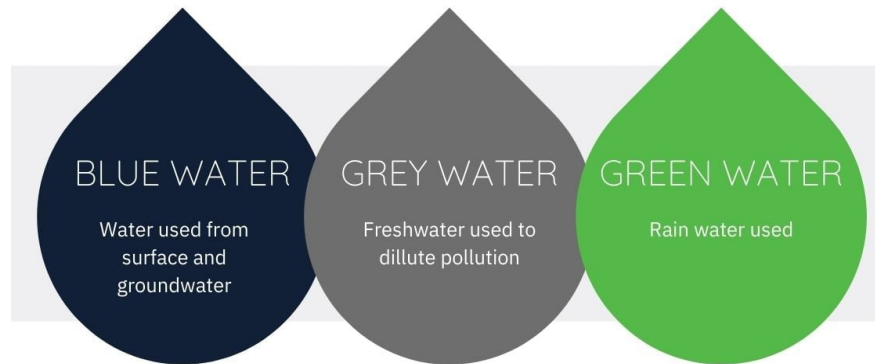 BLUE WATER
Water used from
surface and
groundwater
GREY WATER
Freshwater used to
dillute pollution
GREEN WATER
Rain water used